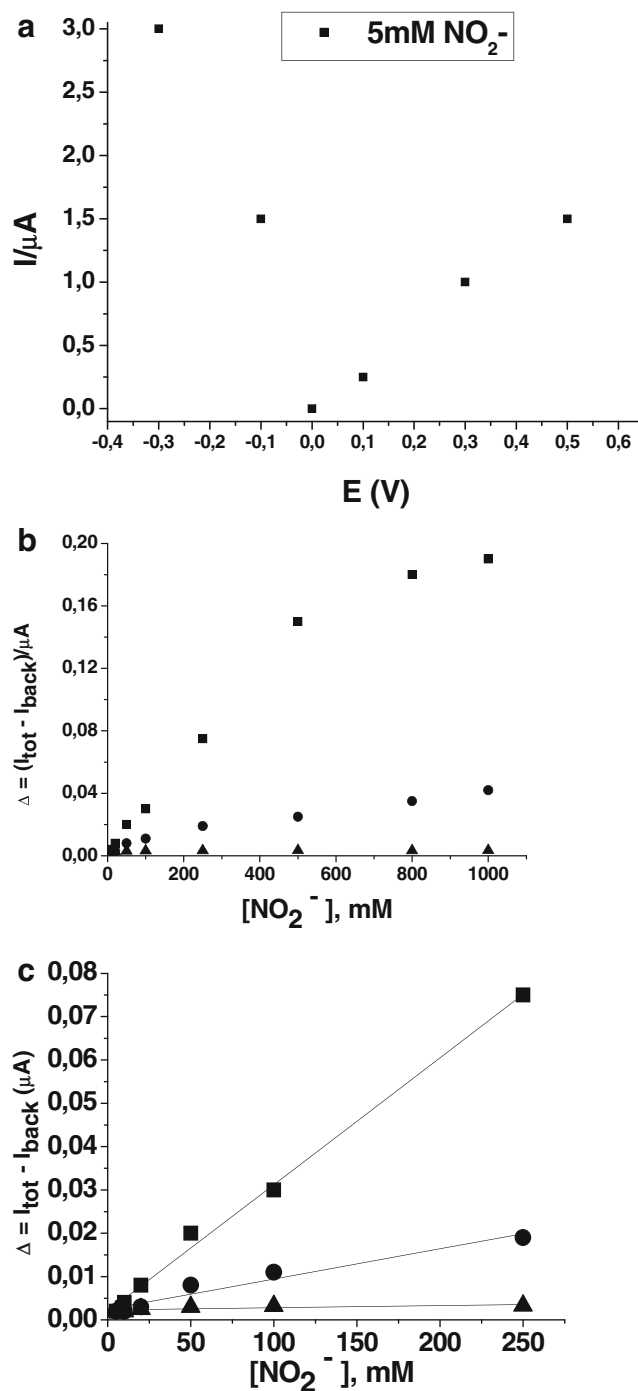 a
5mM NO2-
3,0
2,5
2,0
1,5
1,0
0,5
0,0
I/μA
-0,4 -0,3 -0,2 -0,1 0,0 0,1 0,2 0,3 0,4 0,5 0,6
E (V)
b
0,20
0,16
0,12
0,08
0,04
0,00
Δ = (Itot - Iback)/μA
0 200 400 600 800 1000
[NO2 - ], mM
c
0,08
0,07
0,06
0,05
0,04
0,03
0,02
0,01
0,00
Δ = Itot - Iback (μA)
0 50 100 150 200 250
[NO2 - ], mM